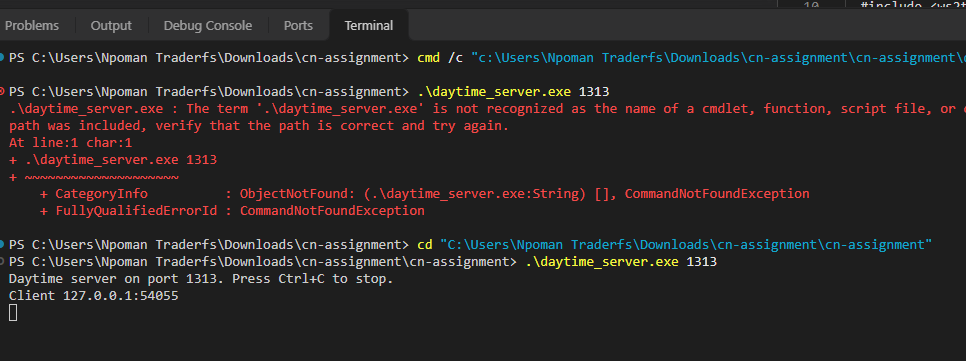 10 #include <ws2t
Problems Output Debug Console Ports Terminal
PS C:\Users\Npoman Traderfs\Downloads\cn-assignment> cmd /c "c:\Users\Npoman Traderfs\Downloads\cn-assignment\cn-assignment\
PS C:\Users\Npoman Traderfs\Downloads\cn-assignment> .\daytime_server.exe 1313
.\daytime_server.exe : The term '.\daytime_server.exe' is not recognized as the name of a cmdlet, function, script file, or
path was included, verify that the path is correct and try again.
At line:1 char:1
+ .\daytime_server.exe 1313
+ ~~~~~~~~~~~~~~~~~~~~
+ CategoryInfo : ObjectNotFound: (.\daytime_server.exe:String) [], CommandNotFoundException
+ FullyQualifiedErrorId : CommandNotFoundException
PS C:\Users\Npoman Traderfs\Downloads\cn-assignment> cd "C:\Users\Npoman Traderfs\Downloads\cn-assignment\cn-assignment"
PS C:\Users\Npoman Traderfs\Downloads\cn-assignment\cn-assignment> .\daytime_server.exe 1313
Daytime server on port 1313. Press Ctrl+C to stop.
Client 127.0.0.1:54055